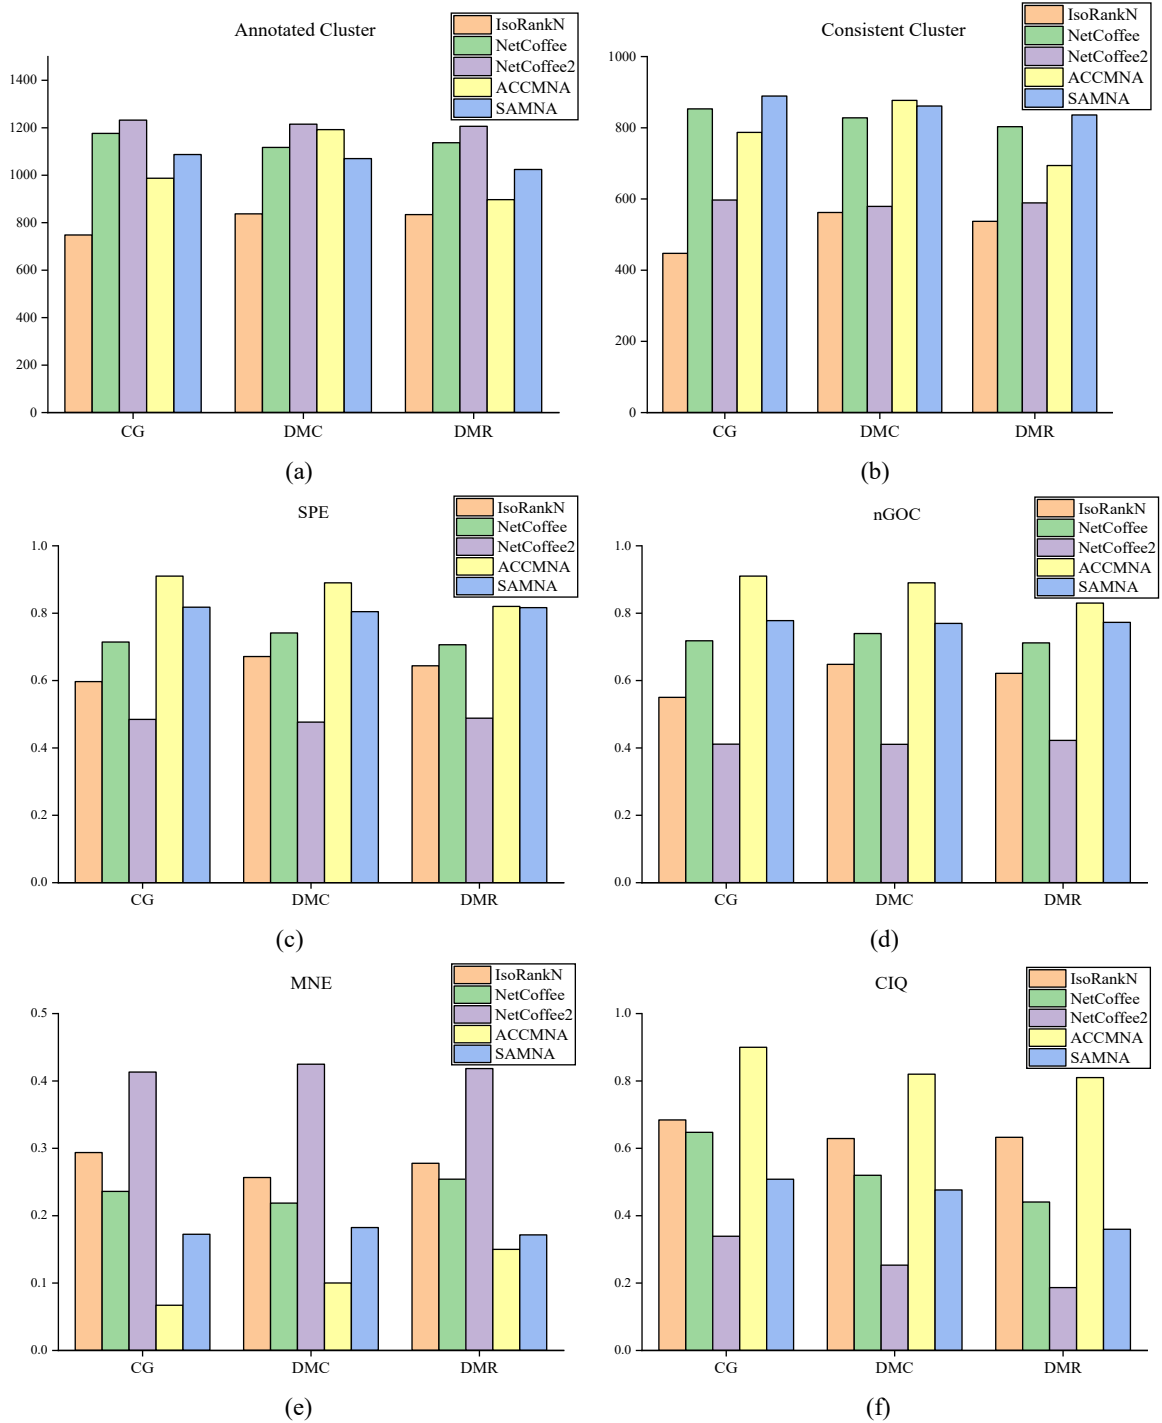 Annotated Cluster
IsoRankN
NetCoffee
NetCoffee2
ACCMNA
SAMNA
1400
1200
1000
800
600
400
200
0
CG DMC DMR
(a)
Consistent Cluster
IsoRankN
NetCoffee
NetCoffee2
ACCMNA
SAMNA
1000
800
600
400
200
0
CG DMC DMR
(b)
SPE
IsoRankN
NetCoffee
NetCoffee2
ACCMNA
SAMNA
1.0
0.8
0.6
0.4
0.2
0.0
CG DMC DMR
(c)
nGOC
IsoRankN
NetCoffee
NetCoffee2
ACCMNA
SAMNA
1.0
0.8
0.6
0.4
0.2
0.0
CG DMC DMR
(d)
MNE
IsoRankN
NetCoffee
NetCoffee2
ACCMNA
SAMNA
0.5
0.4
0.3
0.2
0.1
0.0
CG DMC DMR
(e)
CIQ
IsoRankN
NetCoffee
NetCoffee2
ACCMNA
SAMNA
1.0
0.8
0.6
0.4
0.2
0.0
CG DMC DMR
(f)